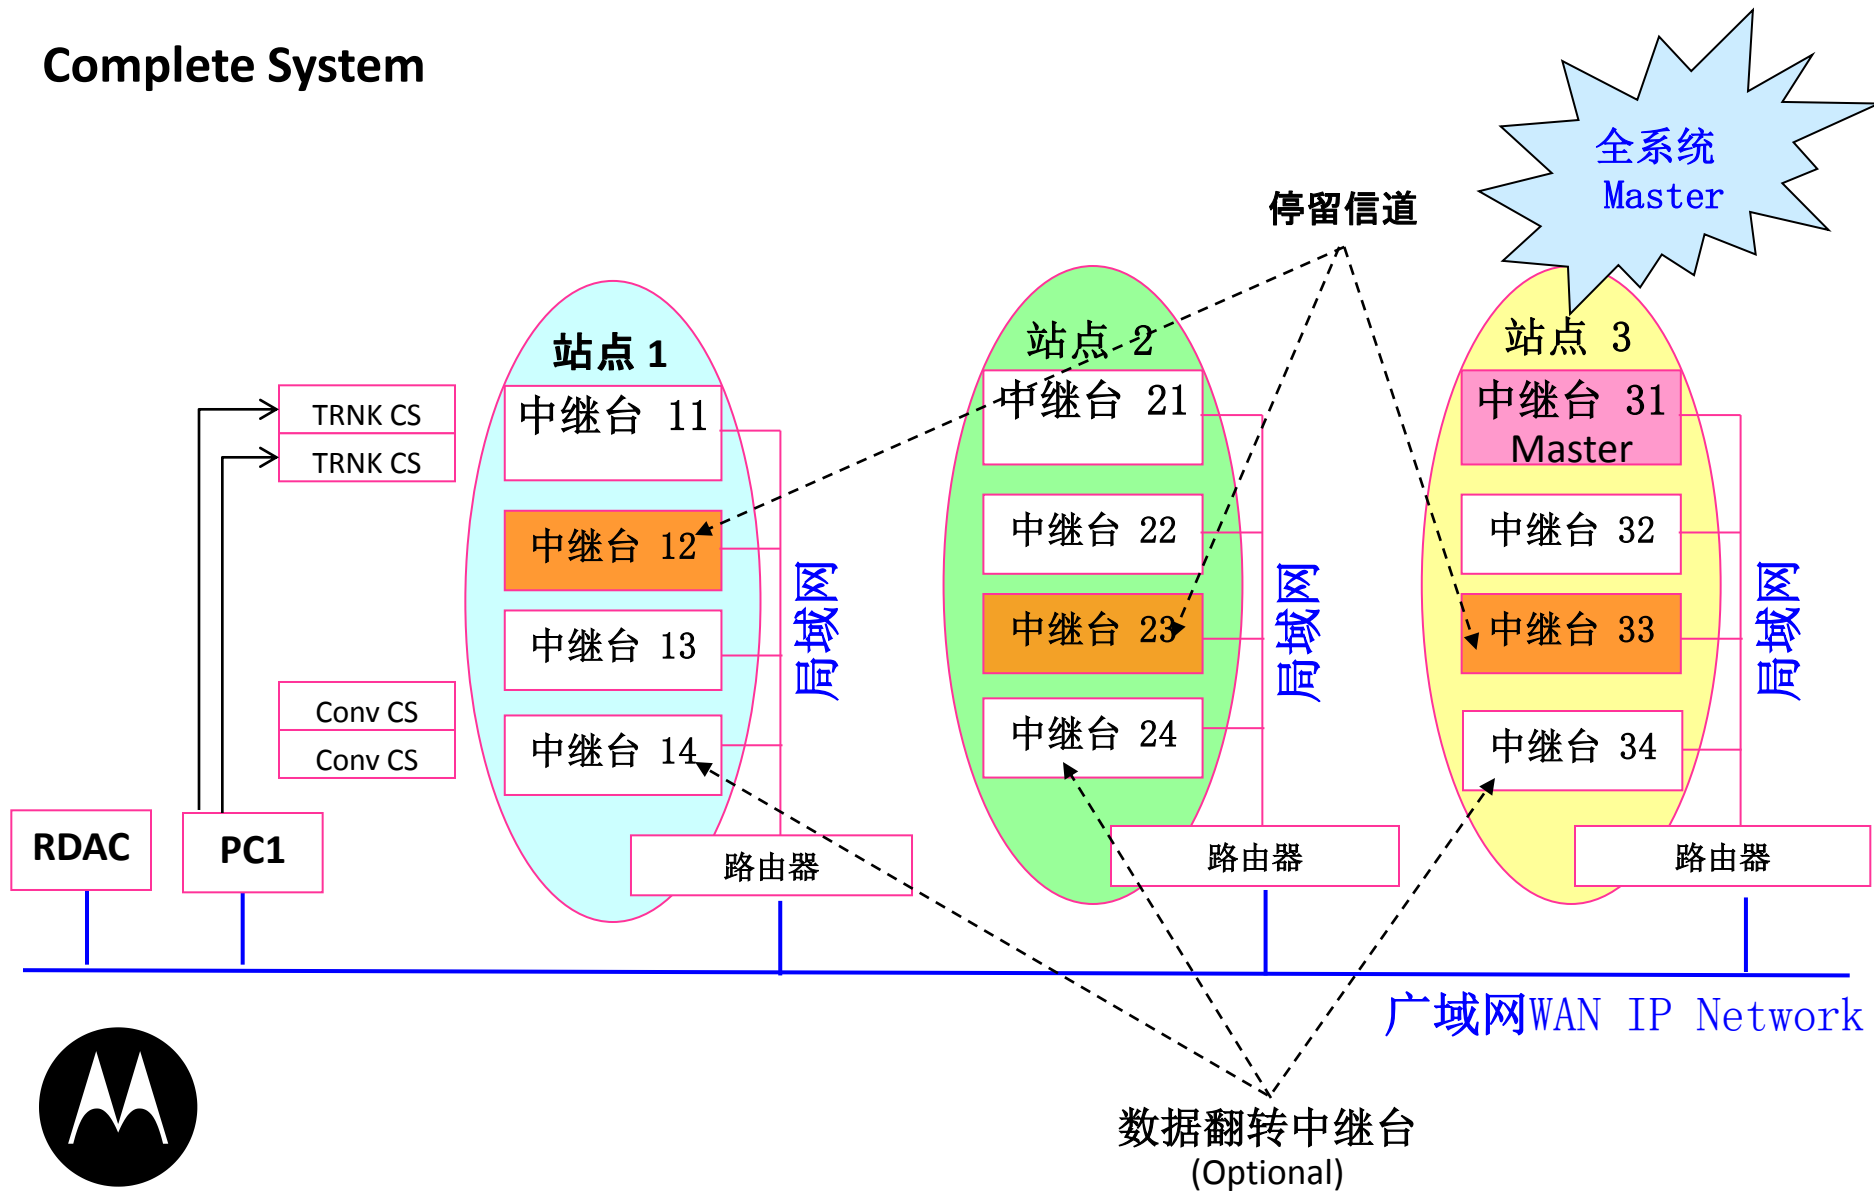 Complete System
全系统
Master
停留信道
站点 1
站点 2
站点 3
TRNK CS
TRNK CS
中继台 11
中继台 12
中继台 13
中继台 14
局域网
中继台 21
中继台 22
中继台 23
中继台 24
局域网
中继台 31
Master
中继台 32
中继台 33
中继台 34
局域网
Conv CS
Conv CS
RDAC
PC1
路由器
路由器
路由器
广域网WAN IP Network
数据翻转中继台
(Optional)